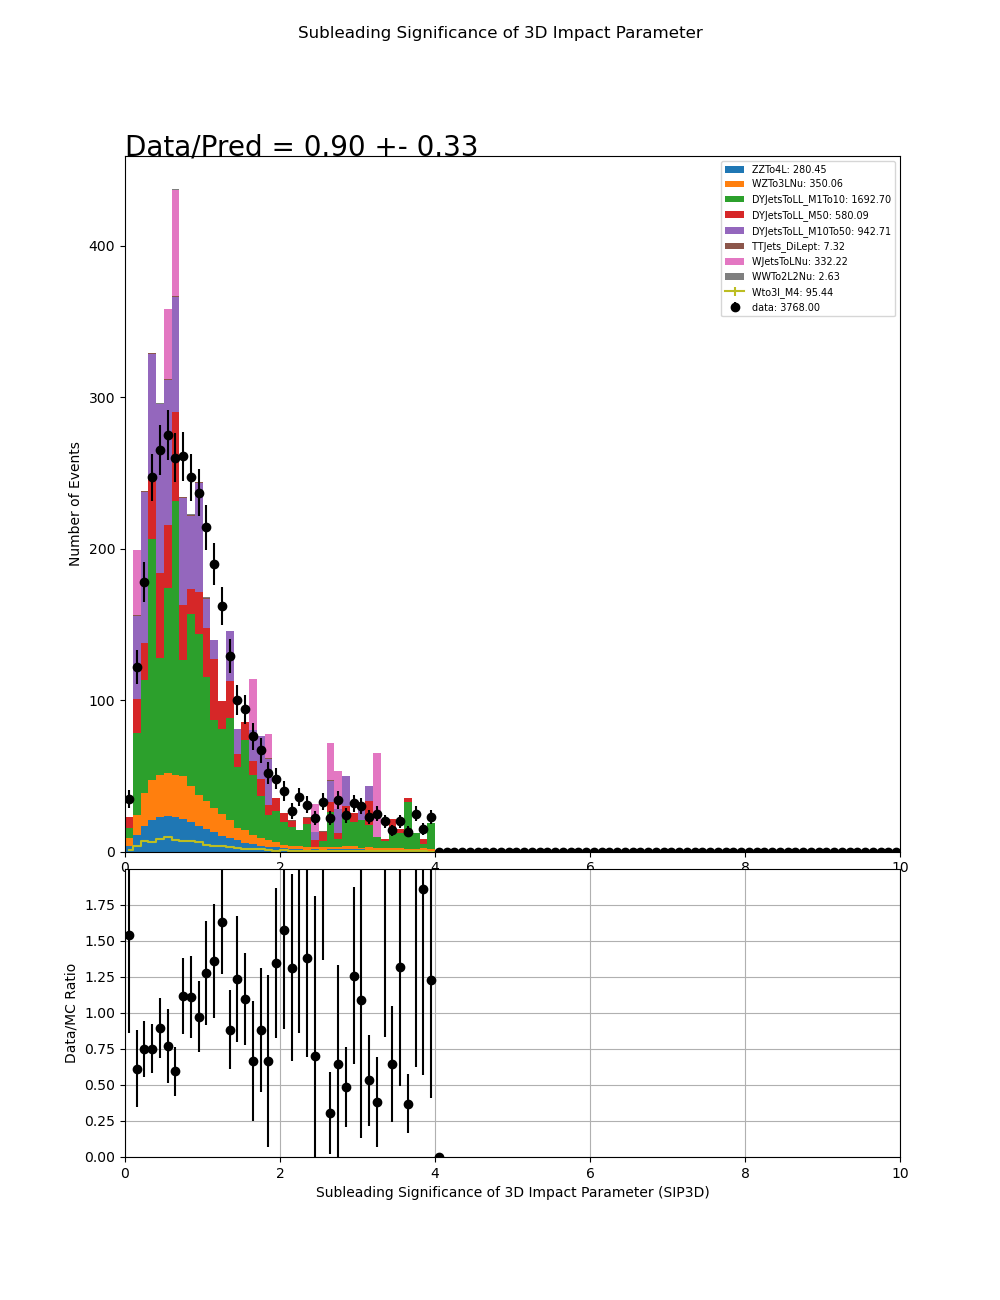 Subleading Significance of 3D Impact Parameter
Data/Pred = 0.90 +- 0.33
ZZTo4L: 280.45
WZTo3LNu: 350.06
DYJetsToLL_M1To10: 1692.70
DYJetsToLL_M50: 580.09
DYJetsToLL_M10To50: 942.71
TTJets_DiLept: 7.32
WJetsToLNu: 332.22
WWTo2L2Nu: 2.63
Wto3l_M4: 95.44
data: 3768.00
Number of Events
400
300
200
100
0
0 2 4 6 8 10
Data/MC Ratio
1.75
1.50
1.25
1.00
0.75
0.50
0.25
0.00
0 2 4 6 8 10
Subleading Significance of 3D Impact Parameter (SIP3D)